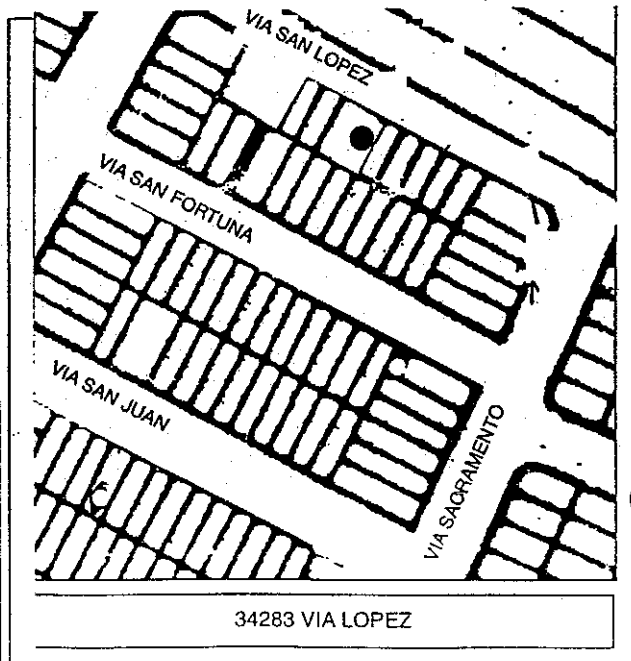 VIA SAN LOPEZ
VIA SAN FORTUNA
VIA SAN JUAN
VIA SACRAMENTO
34283 VIA LOPEZ